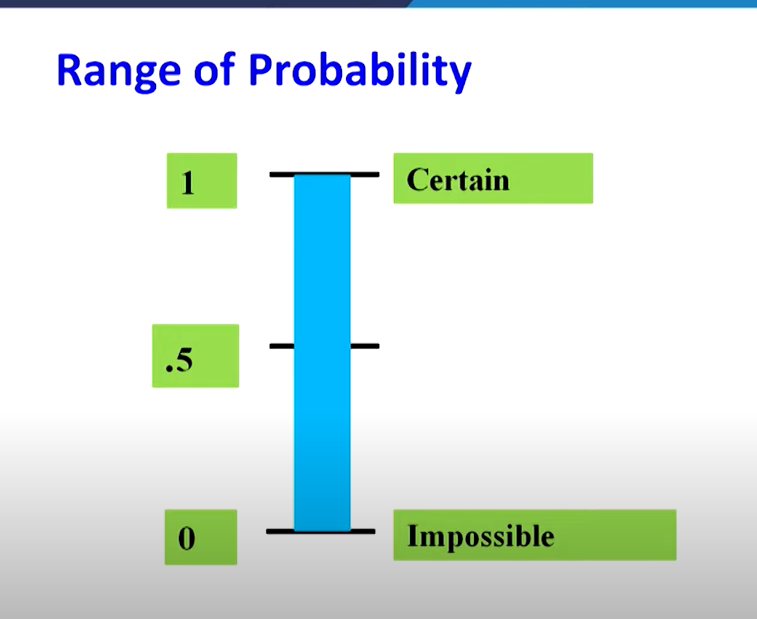 Range of Probability
1
Certain
.5
0
Impossible